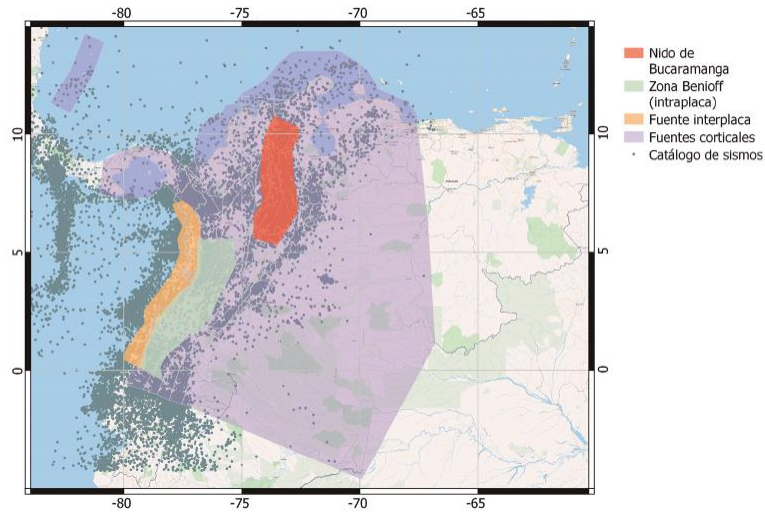 -80 -75 -70 -65
10 10
5 5
0 0
-80 -75 -70 -65
Nido de
Bucaramanga
Zona Benioff
(intraplaca)
Fuente interplaca
Fuentes corticales
Catálogo de sismos